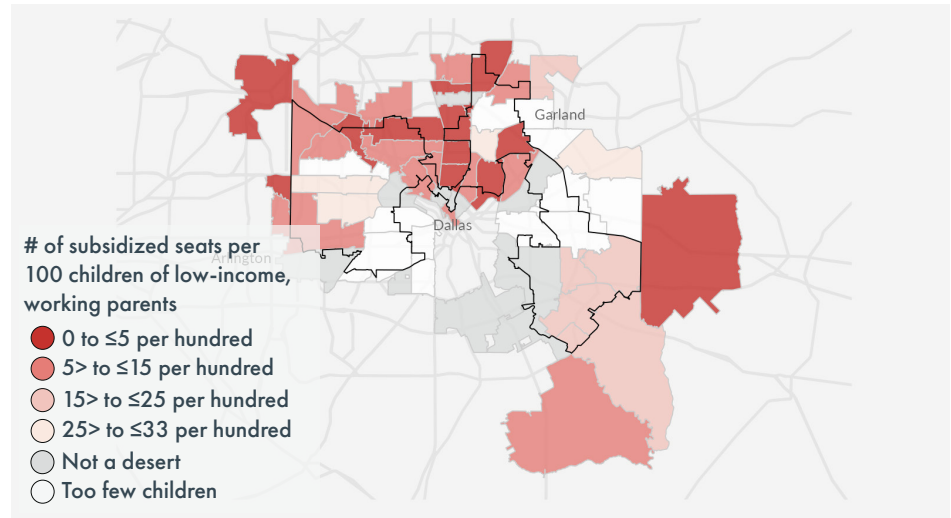 Garland
Dallas
Arlington
# of subsidized seats per
100 children of low-income,
working parents
0 to ≤5 per hundred
5> to ≤15 per hundred
15> to ≤25 per hundred
25> to ≤33 per hundred
Not a desert
Too few children